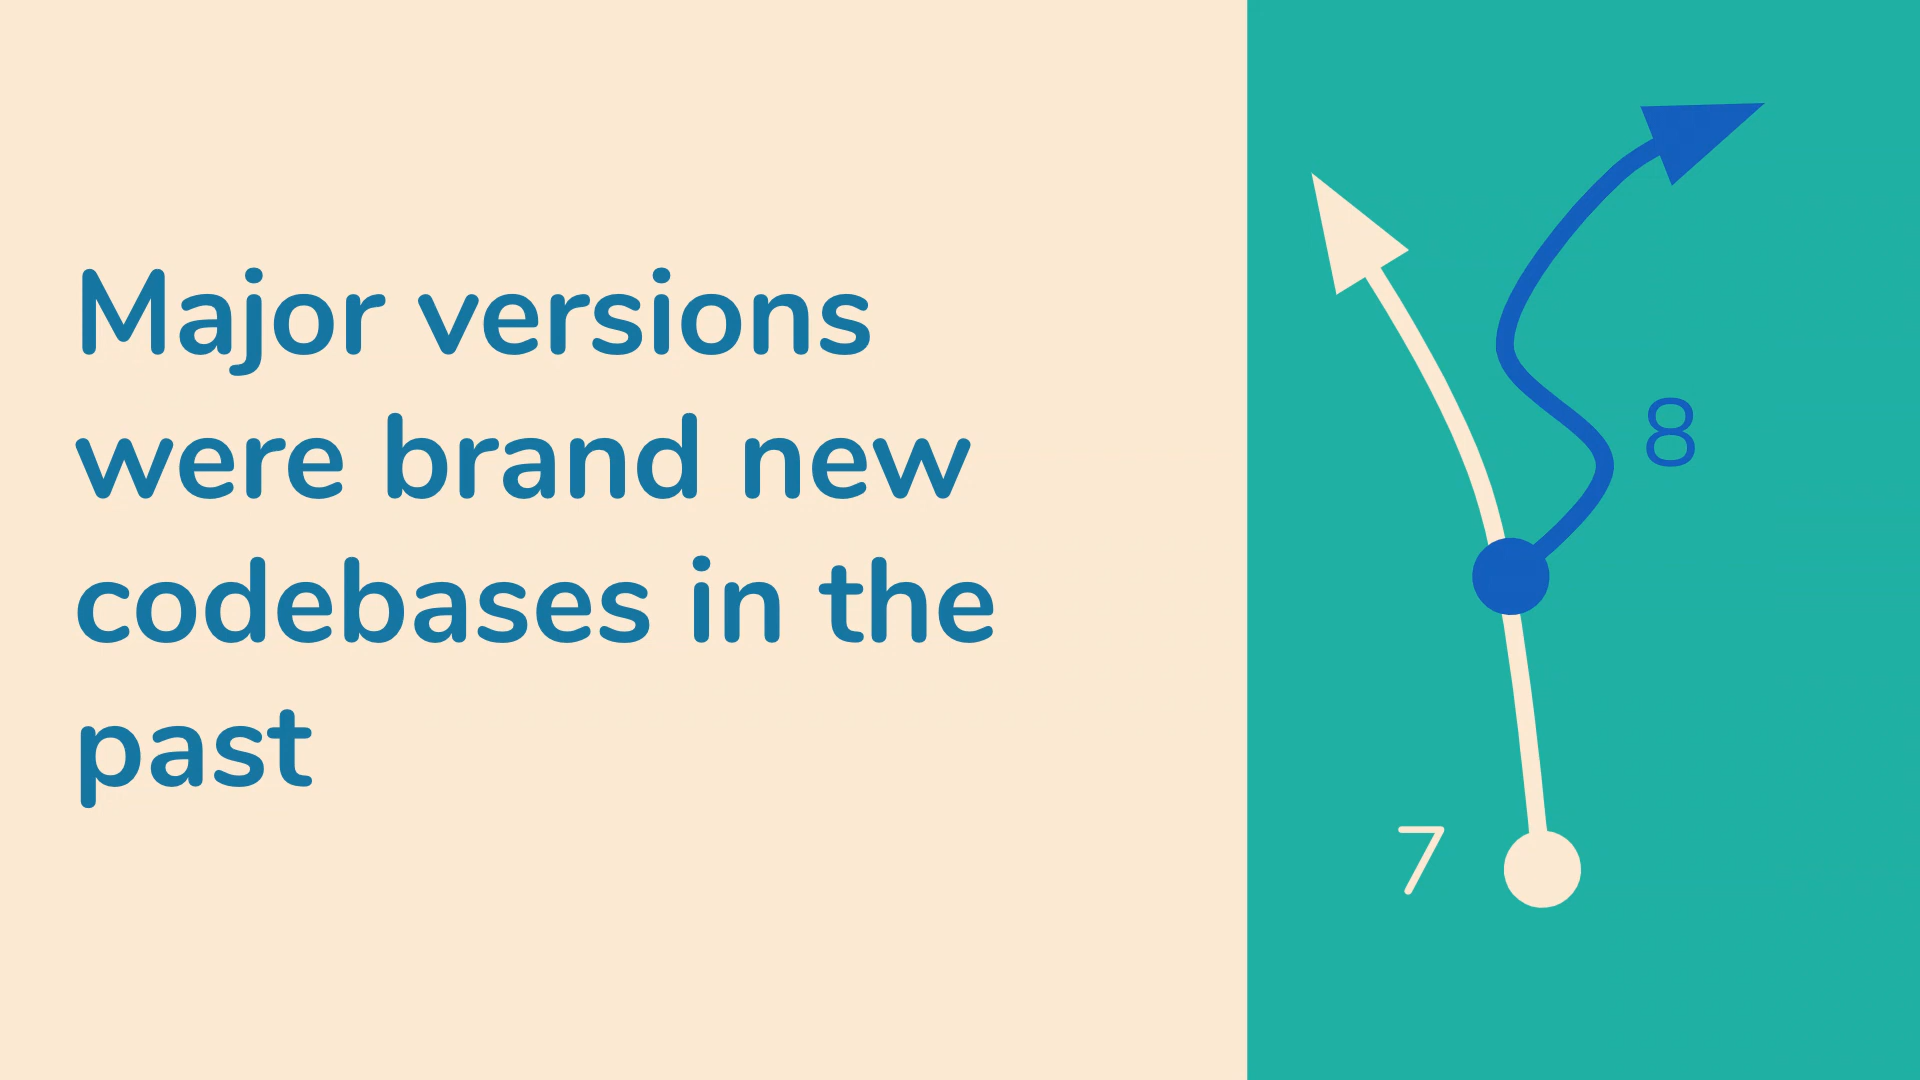 Major versions
were brand new
codebases in the
past
8
7